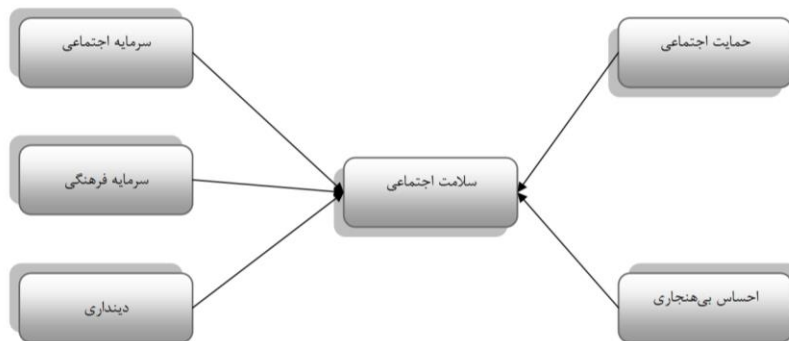 حمایت اجتماعی
سرمایه اجتماعی
سرمایه فرهنگی
سلامت اجتماعی
احساس بی‌هنجاری
دینداری